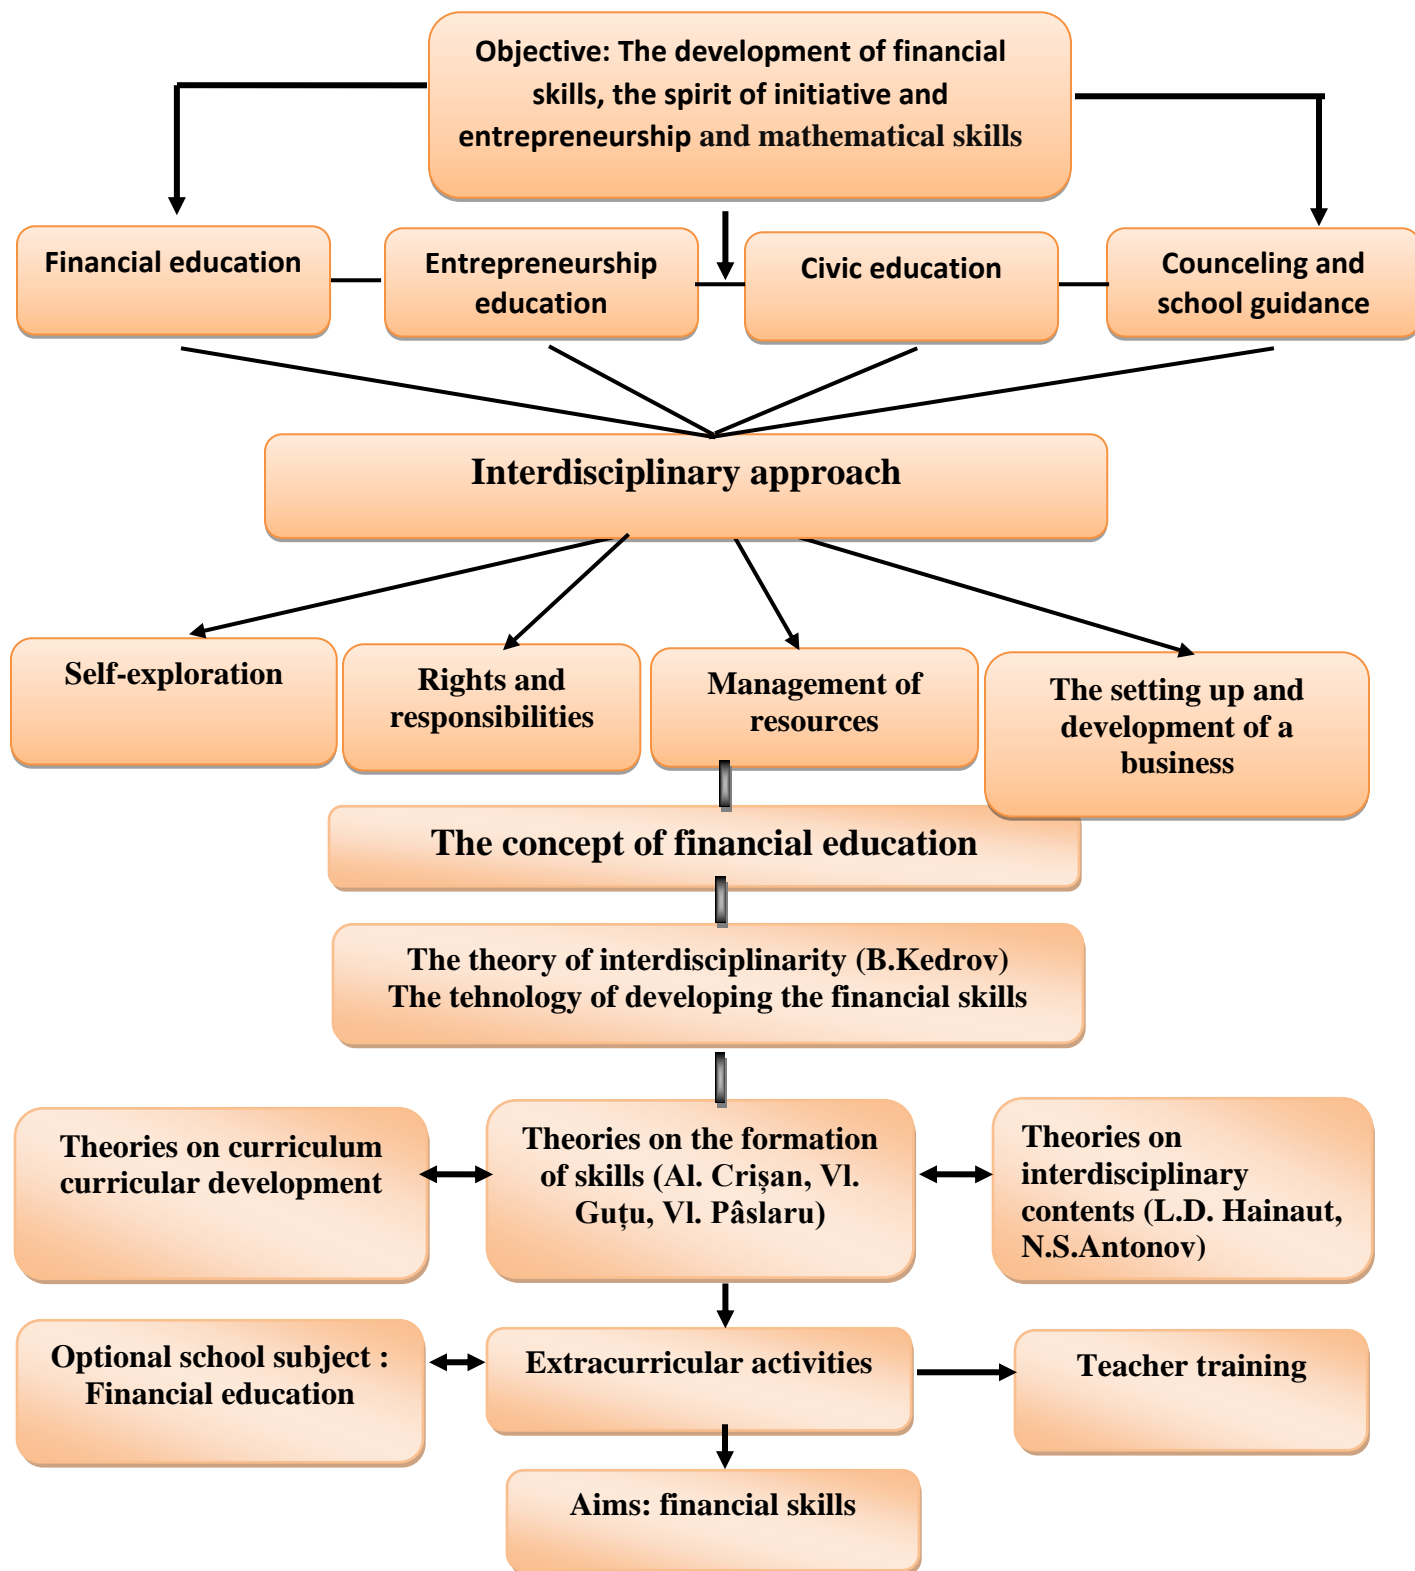 Objective: The development of financial
skills, the spirit of initiative and
entrepreneurship and mathematical skills
Financial education
Entrepreneurship
education
Civic education
Counceling and
school guidance
Interdisciplinary approach
Self-exploration
Rights and
responsibilities
Management of
resources
The setting up and
development of a
business
The concept of financial education
The theory of interdisciplinarity (B.Kedrov)
The tehnology of developing the financial skills
Theories on curriculum
curricular development
Theories on the formation
of skills (Al. Crișan, Vl.
Guțu, Vl. Pâslaru)
Theories on
interdisciplinary
contents (L.D. Hainaut,
N.S.Antonov)
Optional school subject :
Financial education
Extracurricular activities
Teacher training
Aims: financial skills